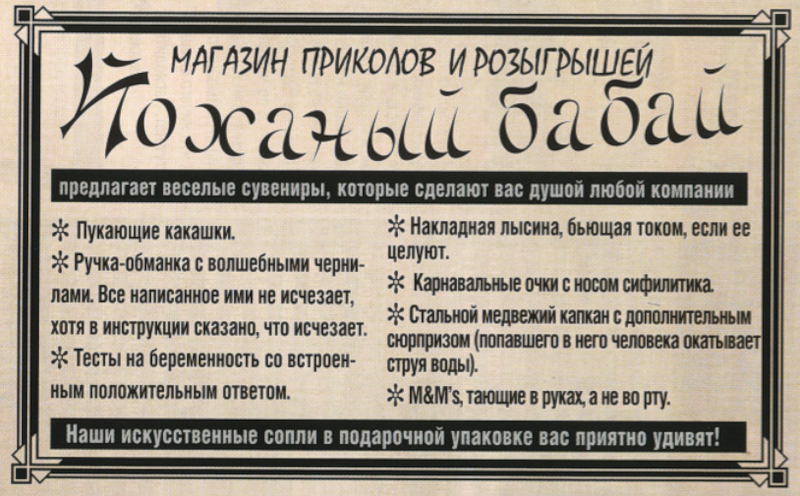 МАГАЗИН ПРИКОЛОВ И РОЗЫГРЫШЕЙ
Йоханый бабай
предлагает веселые сувениры, которые сделают вас душой любой компании
✲ Пукающие какашки.
✲ Ручка-обманка с волшебными черни-
лами. Все написанное ими не исчезает,
хотя в инструкции сказано, что исчезает.
✲ Тесты на беременность со встроен-
ным положительным ответом.
✲ Накладная лысина, бьющая током, если ее
целуют.
✲ Карнавальные очки с носом сифилитика.
✲ Стальной медвежий капкан с дополнительным
сюрпризом (попавшего в него человека окатывает
струя воды).
✲ M&M's, тающие в руках, а не во рту.
Наши искусственные сопли в подарочной упаковке вас приятно удивят!